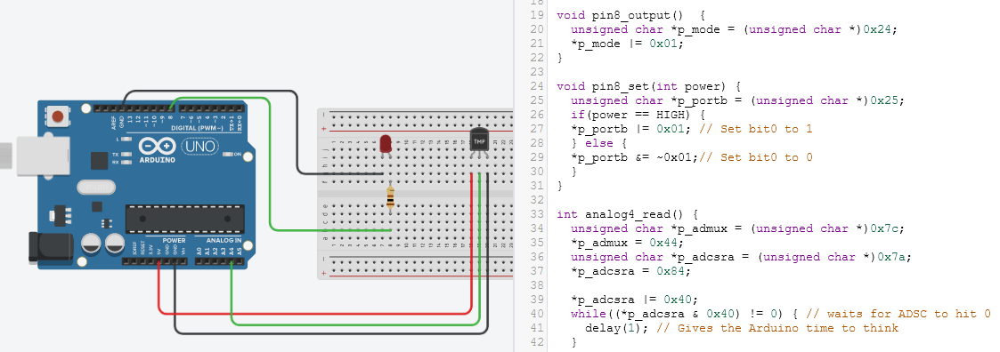 AREF
GND
13
12
~11
~10
~9
8
7
~6
~5
4
~3
2
TX→1
RX←0
DIGITAL (PWM~)
L
TX
RX
UNO
ARDUINO
ON
TMP
POWER
ANALOG IN
IOREF
RESET
3.3V
5V
GND
GND
Vin
A0
A1
A2
A3
A4
A5
18
19 void pin8_output()  {
20 unsigned char *p_mode = (unsigned char *)0x24;
21 *p_mode |= 0x01;
22 }
23
24 void pin8_set(int power) {
25 unsigned char *p_portb = (unsigned char *)0x25;
26 if(power == HIGH) {
27 *p_portb |= 0x01; // Set bit0 to 1
28 } else {
29 *p_portb &= ~0x01;// Set bit0 to 0
30 }
31 }
32
33 int analog4_read() {
34 unsigned char *p_admux = (unsigned char *)0x7c;
35 *p_admux = 0x44;
36 unsigned char *p_adcsra = (unsigned char *)0x7a;
37 *p_adcsra = 0x84;
38
39 *p_adcsra |= 0x40;
40 while((*p_adcsra & 0x40) != 0) { // waits for ADSC to hit 0
41 delay(1); // Gives the Arduino time to think
42 }